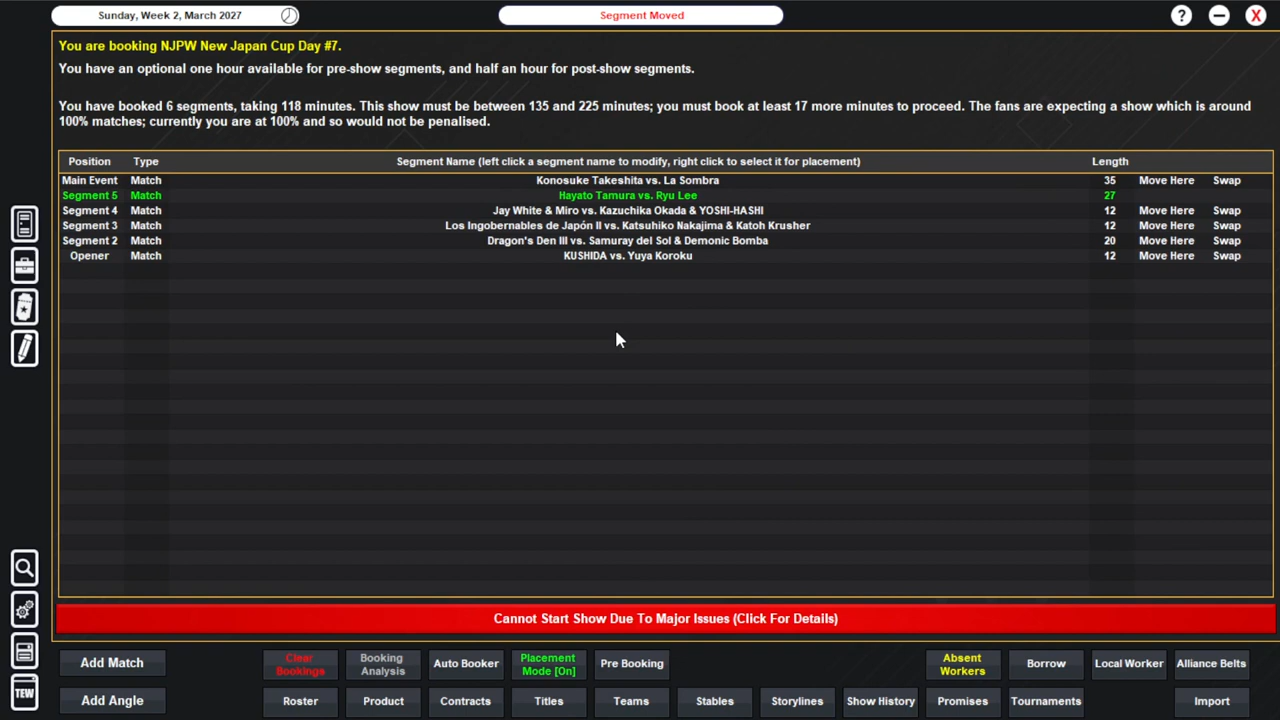 Sunday, Week 2, March 2027
Segment Moved
?
X
You are booking NJPW New Japan Cup Day #7.
You have an optional one hour available for pre-show segments, and half an hour for post-show segments.
You have booked 6 segments, taking 118 minutes. This show must be between 135 and 225 minutes; you must book at least 17 more minutes to proceed. The fans are expecting a show which is around
100% matches; currently you are at 100% and so would not be penalised.
Position Type Segment Name (left click a segment name to modify, right click to select it for placement) Length
Main Event Match Konosuke Takeshita vs. La Sombra 35 Move Here Swap
Segment 5 Match Hayato Tamura vs. Ryu Lee 27
Segment 4 Match Jay White & Miro vs. Kazuchika Okada & YOSHI-HASHI 12 Move Here Swap
Segment 3 Match Los Ingobernables de Japón II vs. Katsuhiko Nakajima & Katoh Krusher 12 Move Here Swap
Segment 2 Match Dragon's Den III vs. Samuray del Sol & Demonic Bomba 20 Move Here Swap
Opener Match KUSHIDA vs. Yuya Koroku 12 Move Here Swap
Cannot Start Show Due To Major Issues (Click For Details)
Add Match
Clear
Bookings
Booking
Analysis
Auto Booker
Placement
Mode [On]
Pre Booking
Absent
Workers
Borrow
Local Worker
Alliance Belts
TEW
Add Angle
Roster
Product
Contracts
Titles
Teams
Stables
Storylines
Show History
Promises
Tournaments
Import